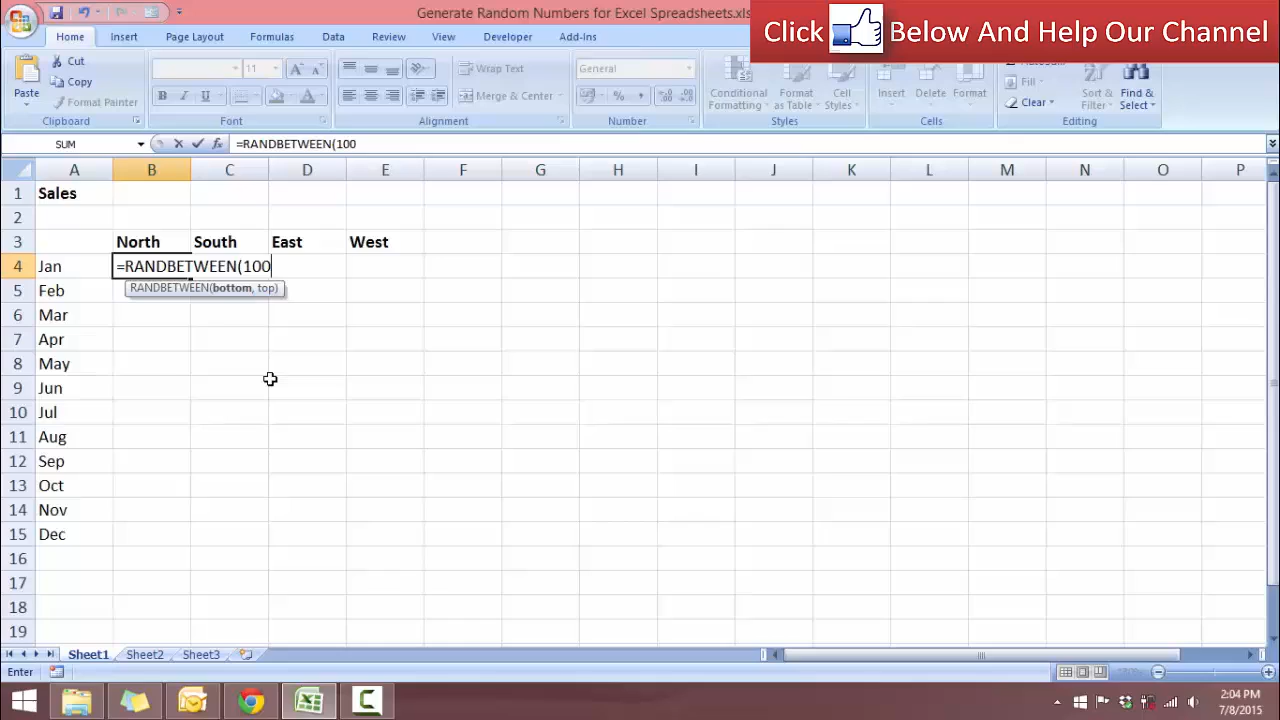 Generate Random Numbers for Excel Spreadsheets.xls
Click Below And Help Our Channel
Home Insert Page Layout Formulas Data Review View Developer Add-Ins
Paste Cut Copy Format Painter
11 A A
B I U
Wrap Text
Merge & Center
General
% ,
Conditional Formatting Format as Table Cell Styles
Insert Delete Format
Fill
Clear
Sort & Filter Find & Select
Clipboard Font Alignment Number Styles Cells Editing
SUM =RANDBETWEEN(100
A B C D E F G H I J K L M N O P
1 Sales
2
3 North South East West
4 Jan =RANDBETWEEN(100
RANDBETWEEN(bottom, top)
5 Feb
6 Mar
7 Apr
8 May
9 Jun
10 Jul
11 Aug
12 Sep
13 Oct
14 Nov
15 Dec
16
17
18
19
Sheet1 Sheet2 Sheet3
Enter
2:04 PM
7/8/2015